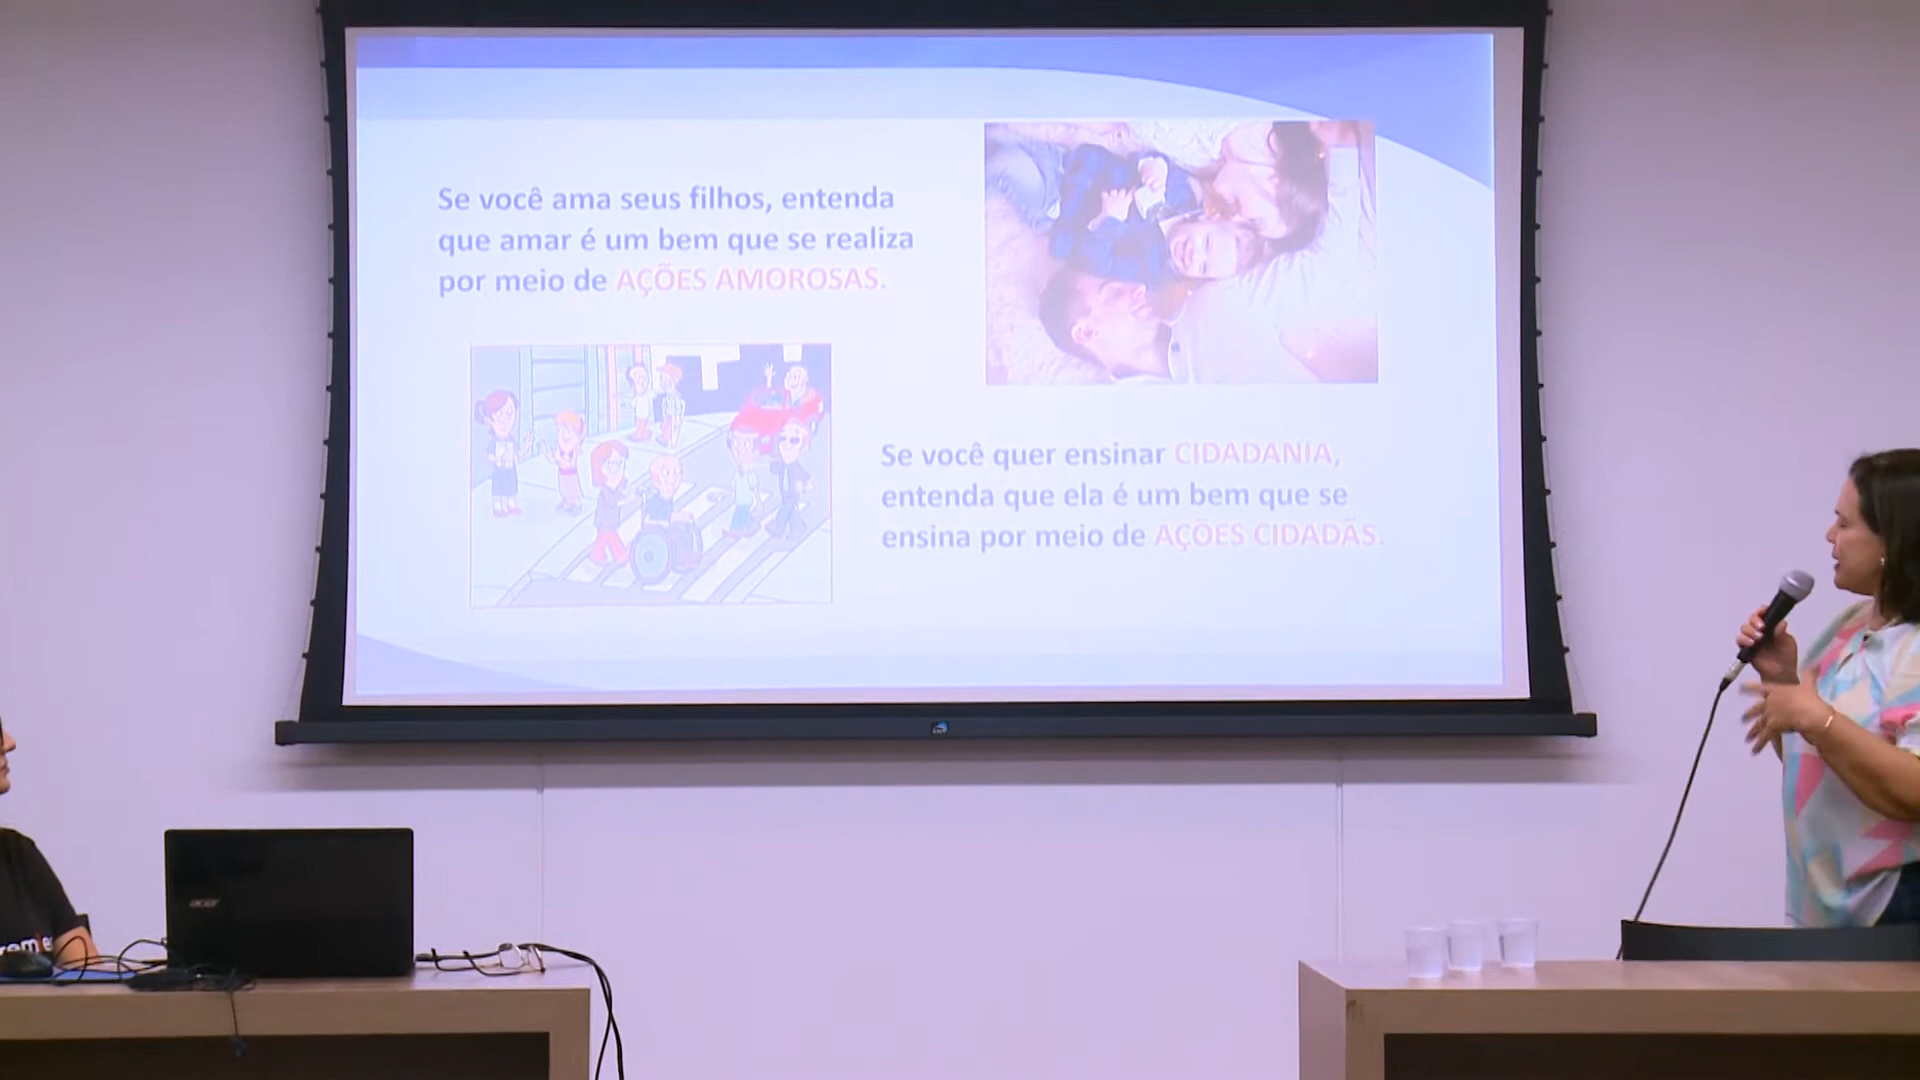 Se você ama seus filhos, entenda
que amar é um bem que se realiza
por meio de AÇÕES AMOROSAS.
Se você quer ensinar CIDADANIA,
entenda que ela é um bem que se
ensina por meio de AÇÕES CIDADÃS.
acer